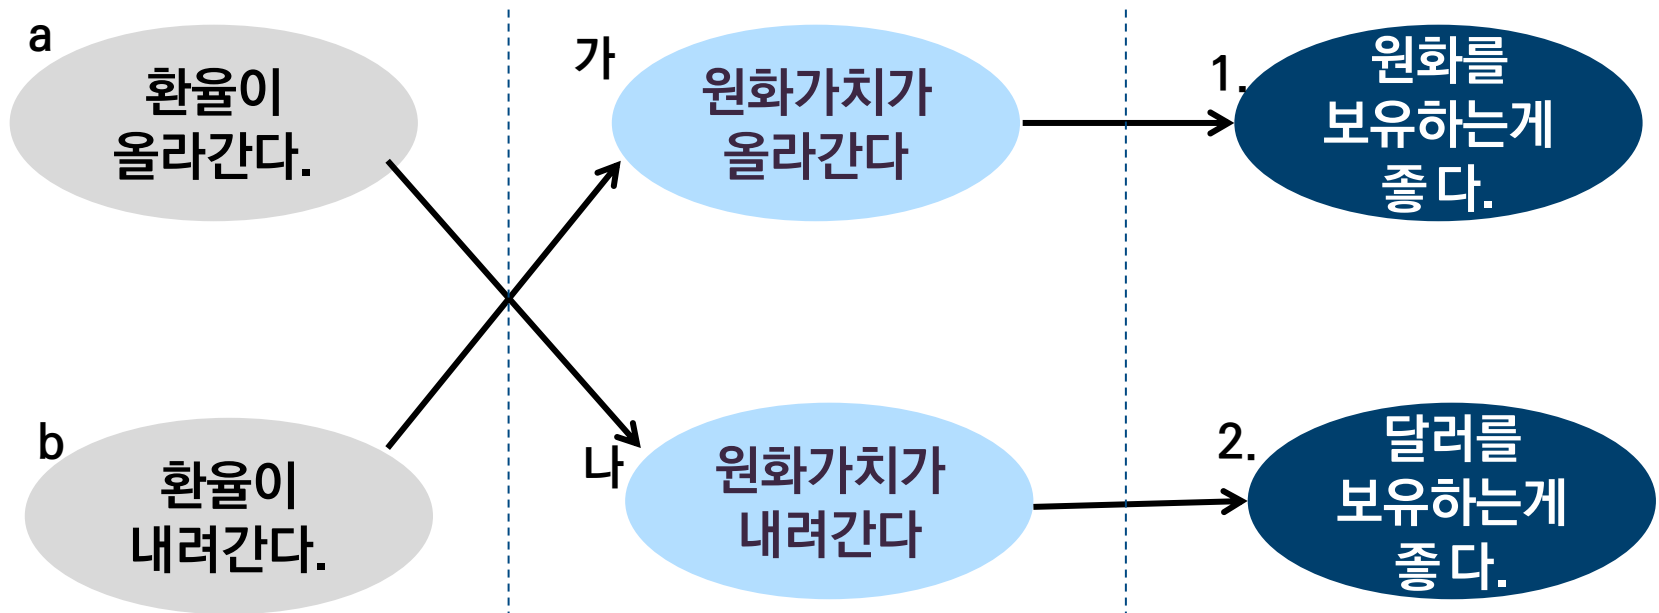 a
환율이
올라간다.
가
원화가치가
올라간다
1.
원화를
보유하는게
좋 다.
b
환율이
내려간다.
나
원화가치가
내려간다
2.
달러를
보유하는게
좋 다.